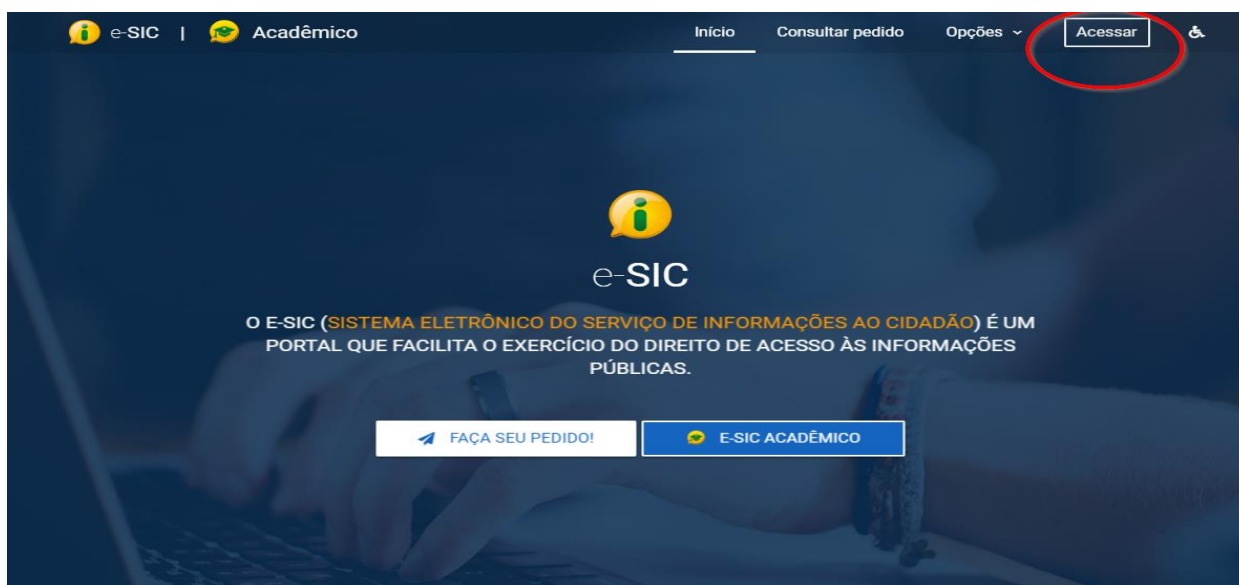 e-SIC | Acadêmico Início Consultar pedido Opções Acessar
e-SIC
O E-SIC (SISTEMA ELETRÔNICO DO SERVIÇO DE INFORMAÇÕES AO CIDADÃO) É UM
PORTAL QUE FACILITA O EXERCÍCIO DO DIREITO DE ACESSO ÀS INFORMAÇÕES
PÚBLICAS.
FAÇA SEU PEDIDO! E-SIC ACADÊMICO